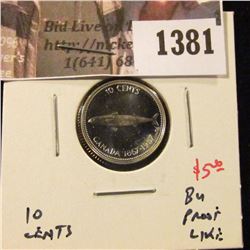 Bid Live on
http://nicke
1(641) 68
1381
10 CENTS
CANADA 1867-1967
$5.00
10
CENTS
BU
PROOF
LIKE